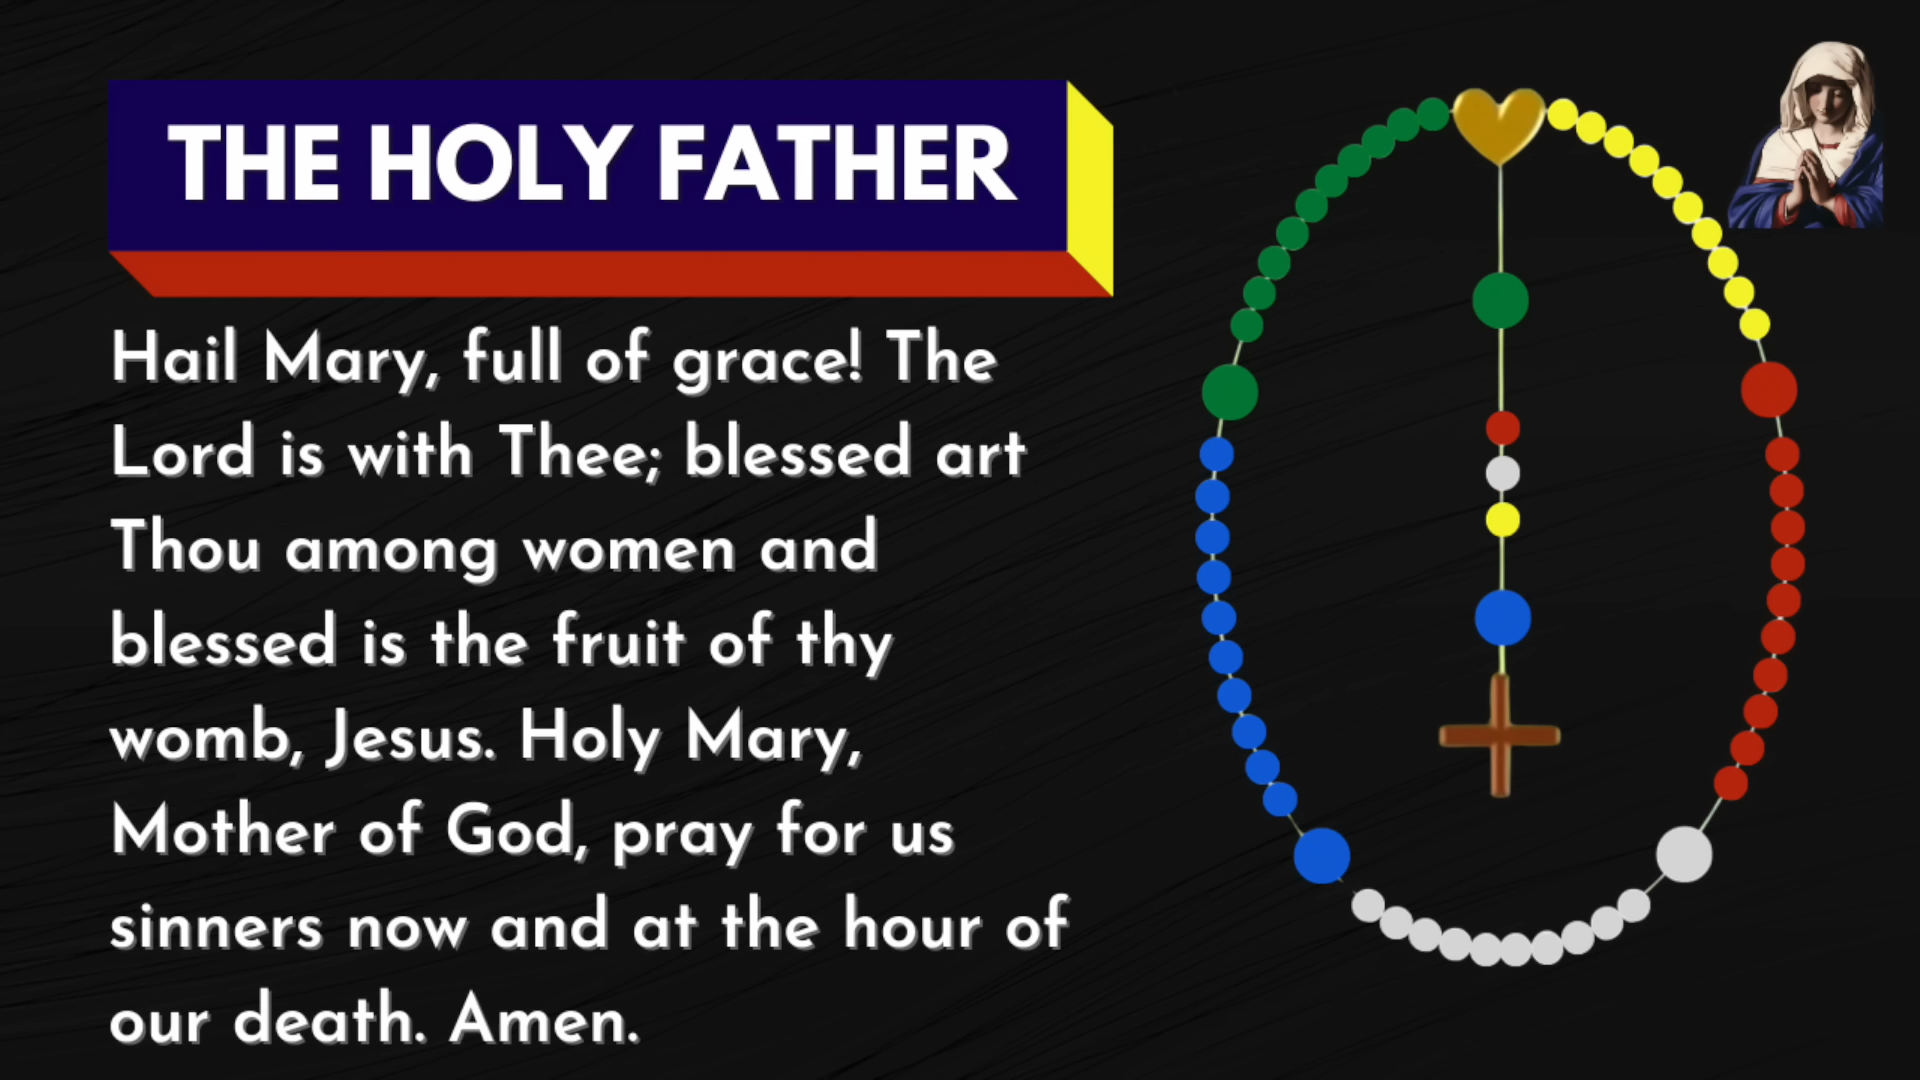 THE HOLY FATHER
Hail Mary, full of grace! The
Lord is with Thee; blessed art
Thou among women and
blessed is the fruit of thy
womb, Jesus. Holy Mary,
Mother of God, pray for us
sinners now and at the hour of
our death. Amen.